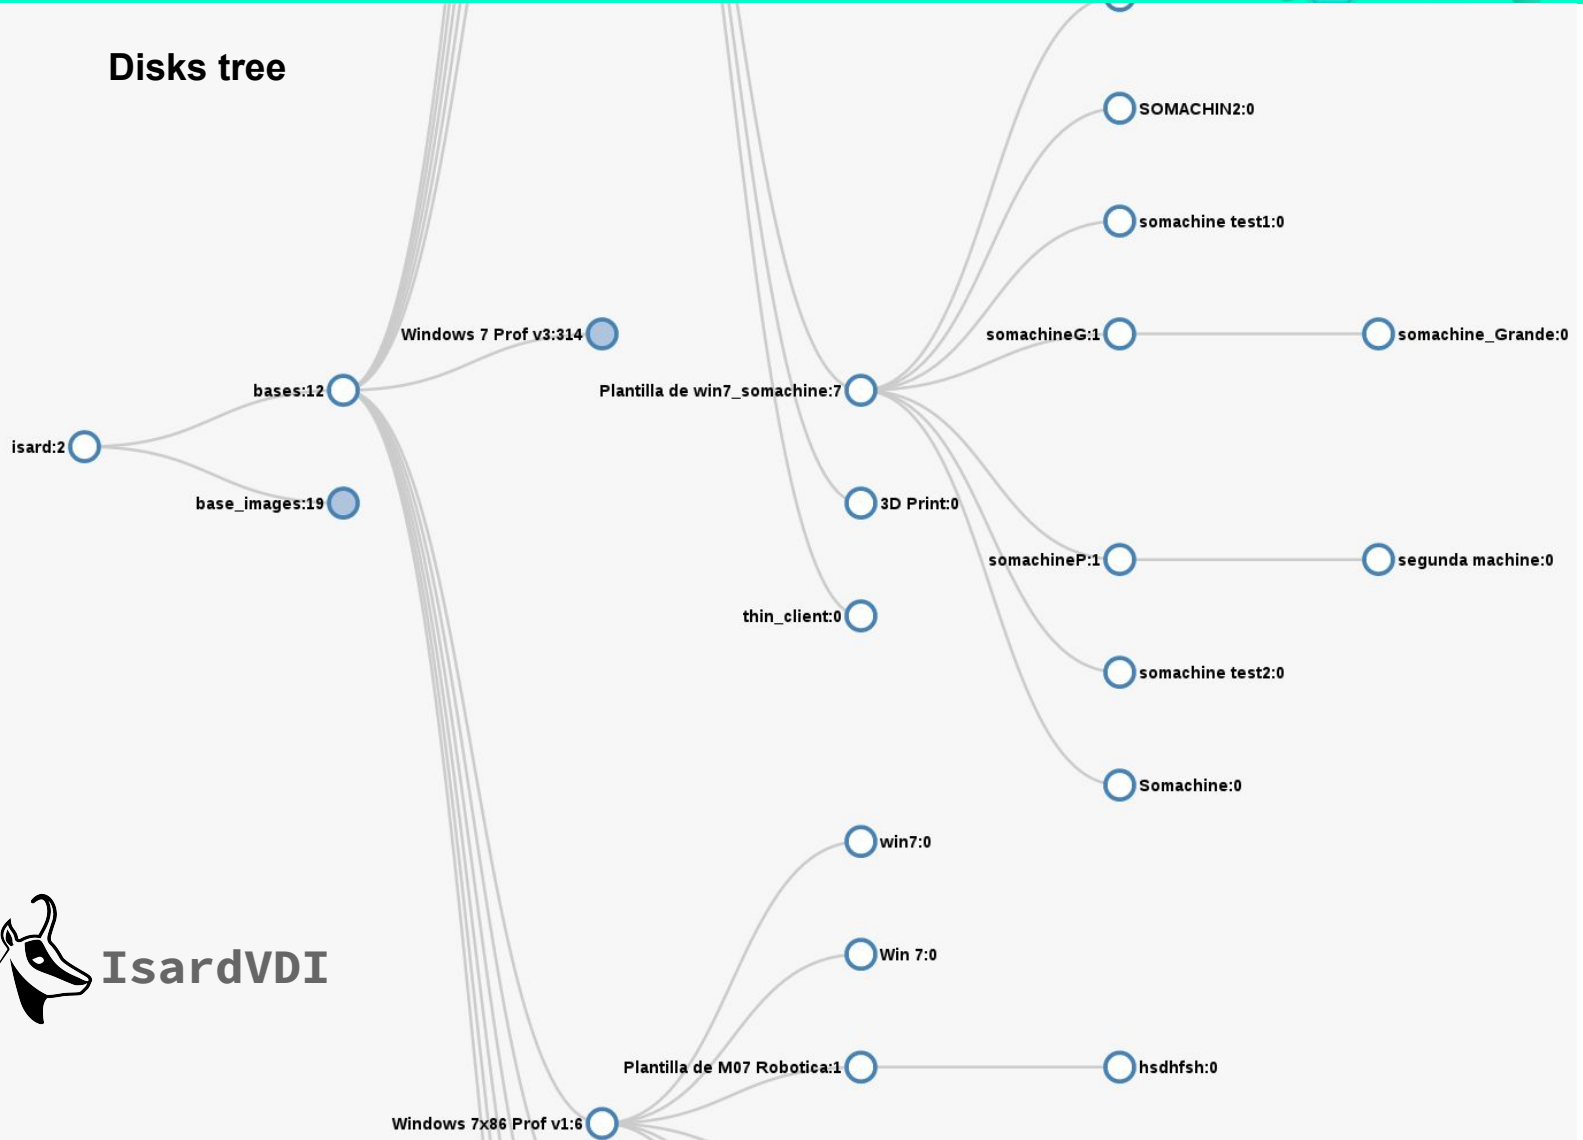 Disks tree
SOMACHIN2:0
somachine test1:0
Windows 7 Prof v3:314
somachineG:1
somachine_Grande:0
bases:12
Plantilla de win7_somachine:7
isard:2
base_images:19
3D Print:0
somachineP:1
segunda machine:0
thin_client:0
somachine test2:0
Somachine:0
win7:0
Win 7:0
IsardVDI
Plantilla de M07 Robotica:1
hsdhfsh:0
Windows 7x86 Prof v1:6